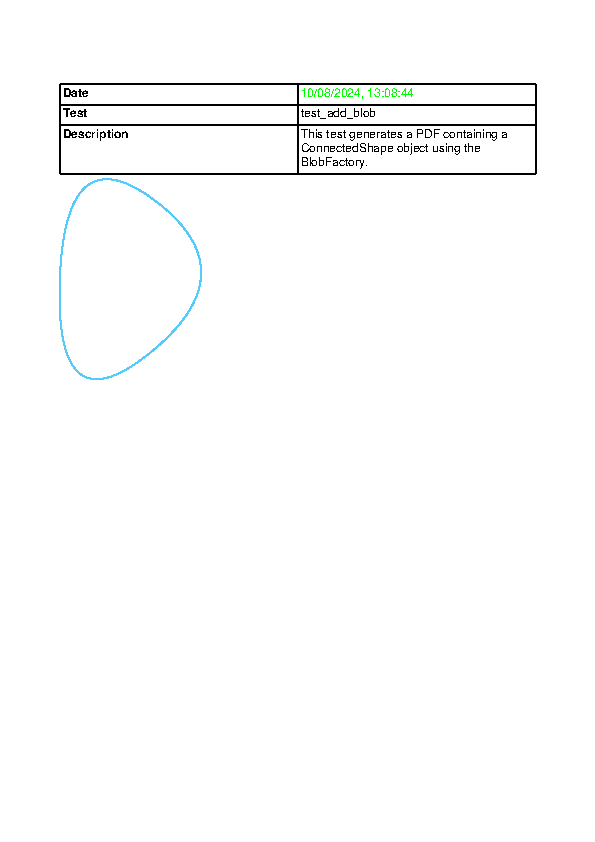 Date 10/08/2024, 13:08:44
Test test_add_blob
Description This test generates a PDF containing a
ConnectedShape object using the
BlobFactory.